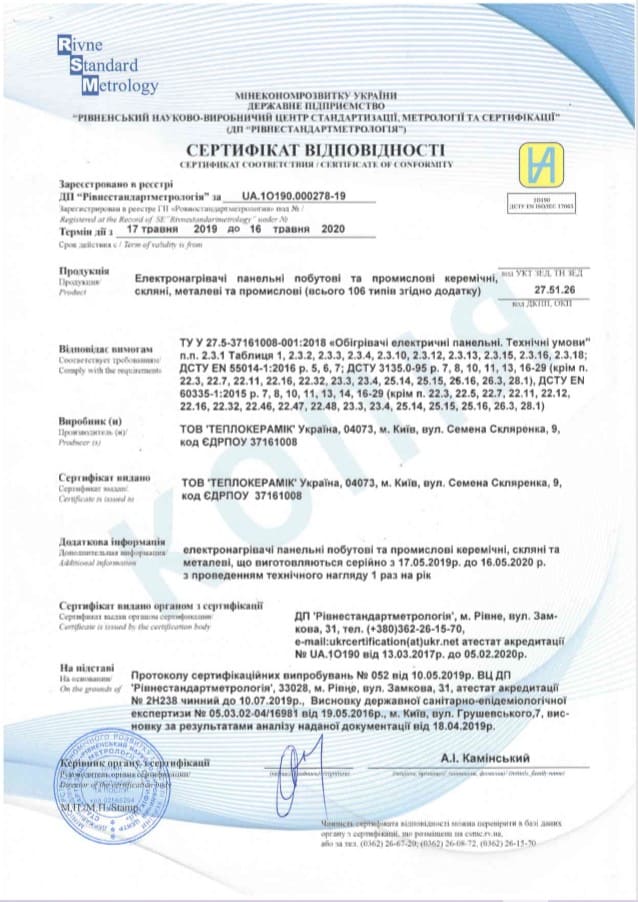 Rivne
Standard
Metrology
МІНЕКОНОМРОЗВИТКУ УКРАЇНИ
ДЕРЖАВНЕ ПІДПРИЄМСТВО
"РІВНЕНСЬКИЙ НАУКОВО-ВИРОБНИЧИЙ ЦЕНТР СТАНДАРТИЗАЦІЇ, МЕТРОЛОГІЇ ТА СЕРТИФІКАЦІЇ"
(ДП "РІВНЕСТАНДАРТМЕТРОЛОГІЯ")
СЕРТИФІКАТ ВІДПОВІДНОСТІ
СЕРТИФИКАТ СООТВЕТСТВИЯ / CERTIFICATE OF CONFORMITY
1О190
ДСТУ EN ISO/IEC 17065
Зареєстровано в реєстрі
ДП "Рівнестандартметрологія" за UA.1О190.000278-19
Зарегистрирован в реестре ГП «Ровностандартметрология» под № /
Registered at the Record of SE"Rivnestandartmetrology" under №
Термін дії з 17 травня 2019 до 16 травня 2020
Срок действия с / Term of validity is from
Продукція
Продукция/
Product
Електронагрівачі панельні побутові та промислові керемічні,
скляні, металеві та промислові (всього 106 типів згідно додатку)
код УКТ ЗЕД, ТН ЗЕД
27.51.26
код ДКПП, ОКП
Відповідає вимогам
Соответствует требованиям/
Comply with the requirements
ТУ У 27.5-37161008-001:2018 «Обігрівачі електричні панельні. Технічні умови"
п.п. 2.3.1 Таблиця 1, 2.3.2, 2.3.3, 2.3.4, 2.3.10, 2.3.12, 2.3.13, 2.3.15, 2.3.16, 2.3.18;
ДСТУ EN 55014-1:2016 р. 5, 6, 7; ДСТУ 3135.0-95 р. 7, 8, 10, 11, 13, 16-29 (крім п.
22.3, 22.7, 22.11, 22.16, 22.32, 23.3, 23.4, 25.14, 25.15, 26.16, 26.3, 28.1), ДСТУ EN
60335-1:2015 р. 7, 8, 10, 11, 13, 14, 16-29 (крім п. 22.3, 22.5, 22.7, 22.11, 22.12,
22.16, 22.32, 22.46, 22.47, 22.48, 23.3, 23.4, 25.14, 25.15, 25.16, 26.3, 28.1)
Виробник (и)
Производитель (и)/
Producer (s)
ТОВ 'ТЕПЛОКЕРАМІК' Україна, 04073, м. Київ, вул. Семена Скляренка, 9,
код ЄДРПОУ 37161008
Сертифікат видано
Сертификат выдан/
Certificate is issued to
ТОВ 'ТЕПЛОКЕРАМІК' Україна, 04073, м. Київ, вул. Семена Скляренка, 9,
код ЄДРПОУ 37161008
КОПІЯ
Додаткова інформація
Дополнительная информация/
Additional information
електронагрівачі панельні побутові та промислові керемічні, скляні та
металеві, що виготовляються серійно з 17.05.2019р. до 16.05.2020 р.
з проведенням технічного нагляду 1 раз на рік
Сертифікат видано органом з сертифікації
Сертификат выдан органом сертификации/
Certificate is issued by the certification body
ДП 'Рівнестандартметрологія', м. Рівне, вул. Зам-
кова, 31, тел. (+380)362-26-15-70,
e-mail:ukrcertification(at)ukr.net атестат акредитації
№ UA.1О190 від 13.03.2017р. до 05.02.2020р.
На підставі
На основании/
On the grounds of
Протоколу сертифікаційних випробувань № 052 від 10.05.2019р. ВЦ ДП
'Рівнестандартметрологія', 33028, м. Рівне, вул. Замкова, 31, атестат акредитації
№ 2Н238 чинний до 10.07.2019р., Висновку державної санітарно-епідеміологічної
експертизи № 05.03.02-04/16981 від 19.05.2016р., м. Київ, вул. Грушевського,7, вис-
новку за результатами аналізу наданої документації від 18.04.2019р.
Керівник органу з сертифікації
Руководитель органа сертификации/
Director of the certification body
М.П./М.П./Stamp
А.І. Камінський
Чинність сертифіката відповідності можна перевірити в базі даних
органу з сертифікації, що розміщена на csmc.rv.ua,
або за тел. (0362) 26-67-20; (0362) 26-08-72, (0362) 26-15-70